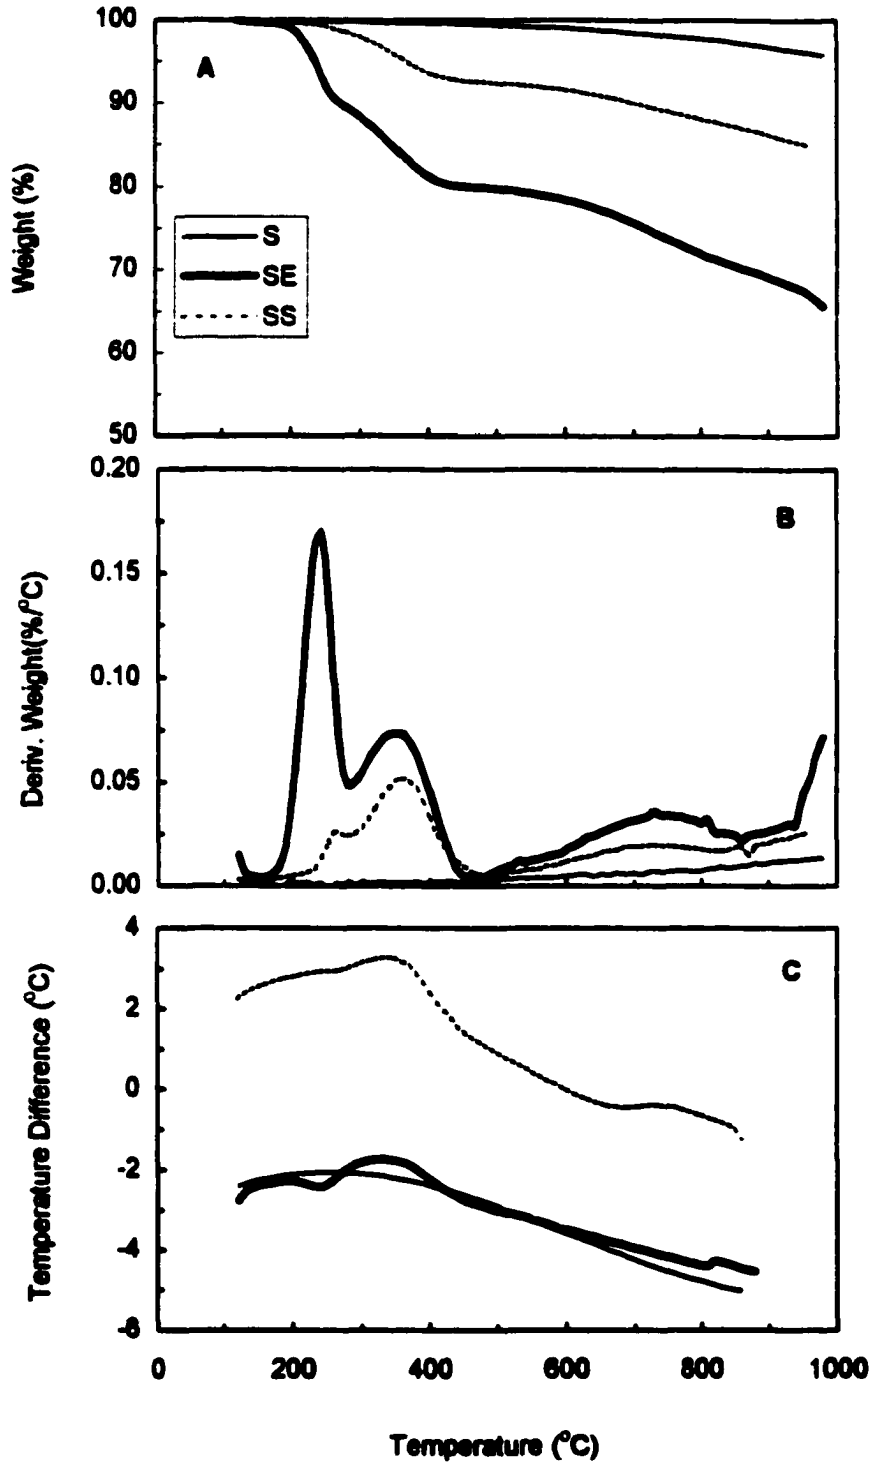 100
A
90
80
Weight (%)
70
60
50
S
SE
SS
0.20
B
0.15
0.10
Deriv. Weight(%/°C)
0.05
0.00
4
C
2
0
Temperature Difference (°C)
-2
-4
-6
0 200 400 600 800 1000
Temperature (°C)